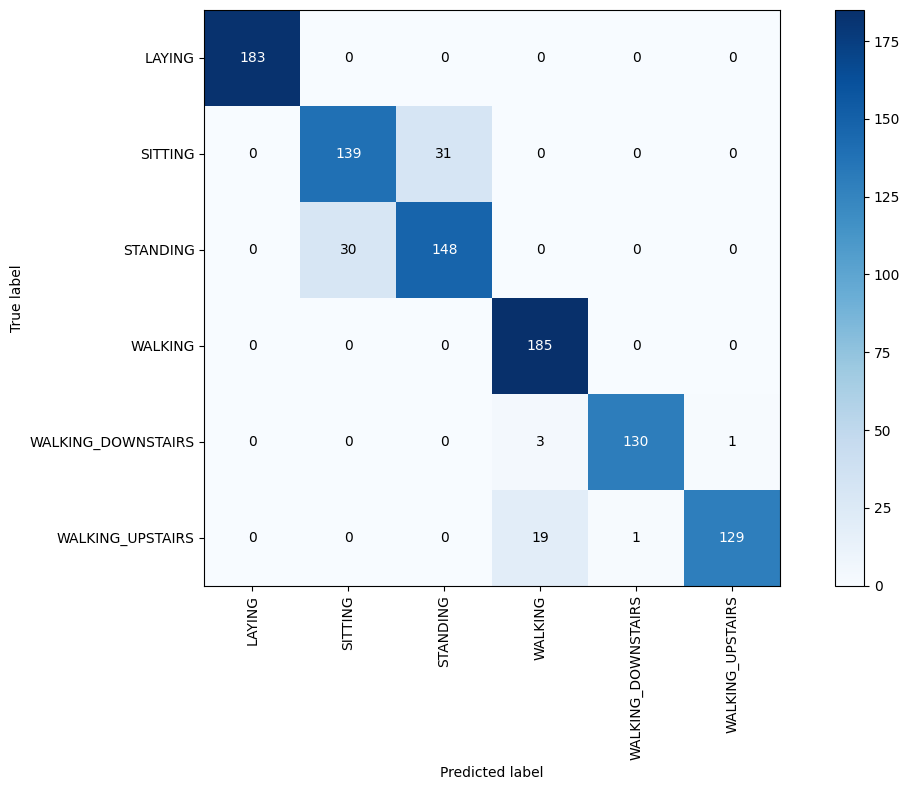 LAYING 183 0 0 0 0 0
SITTING 0 139 31 0 0 0
STANDING 0 30 148 0 0 0
WALKING 0 0 0 185 0 0
WALKING_DOWNSTAIRS 0 0 0 3 130 1
WALKING_UPSTAIRS 0 0 0 19 1 129
True label
LAYING
SITTING
STANDING
WALKING
WALKING_DOWNSTAIRS
WALKING_UPSTAIRS
Predicted label
175
150
125
100
75
50
25
0